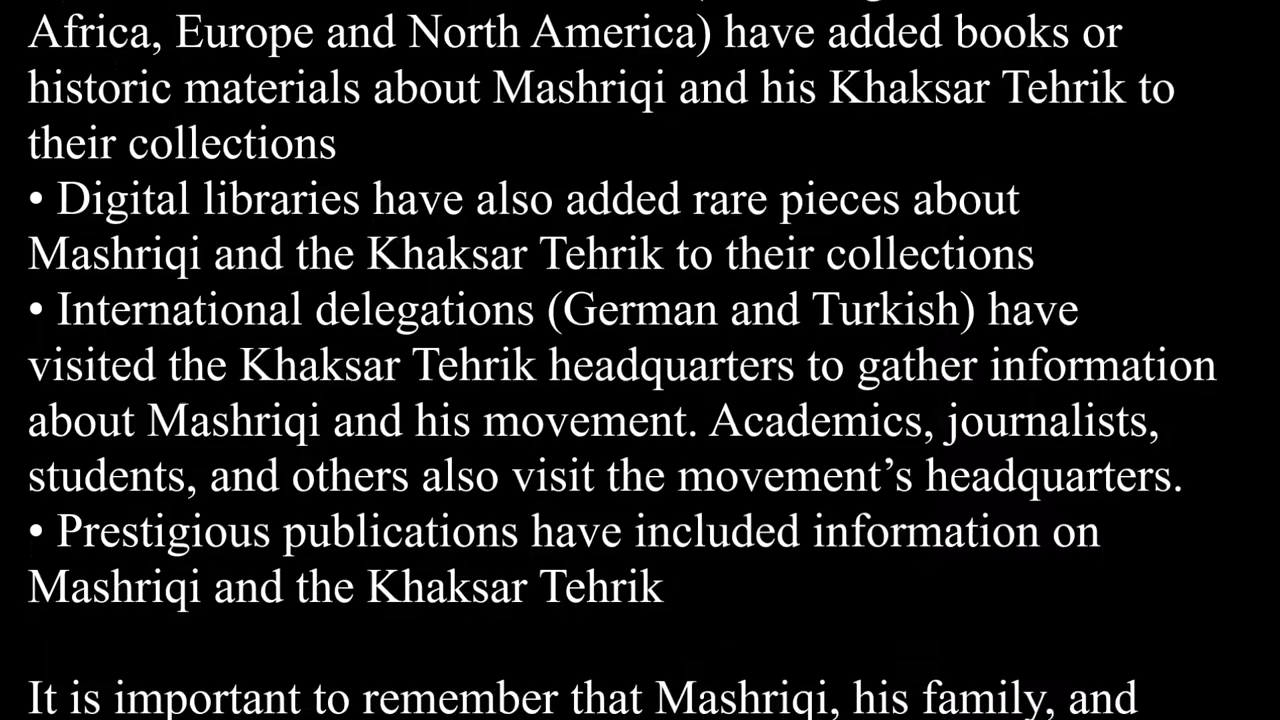 Africa, Europe and North America) have added books or
historic materials about Mashriqi and his Khaksar Tehrik to
their collections
• Digital libraries have also added rare pieces about
Mashriqi and the Khaksar Tehrik to their collections
• International delegations (German and Turkish) have
visited the Khaksar Tehrik headquarters to gather information
about Mashriqi and his movement. Academics, journalists,
students, and others also visit the movement’s headquarters.
• Prestigious publications have included information on
Mashriqi and the Khaksar Tehrik
It is important to remember that Mashriqi, his family, and